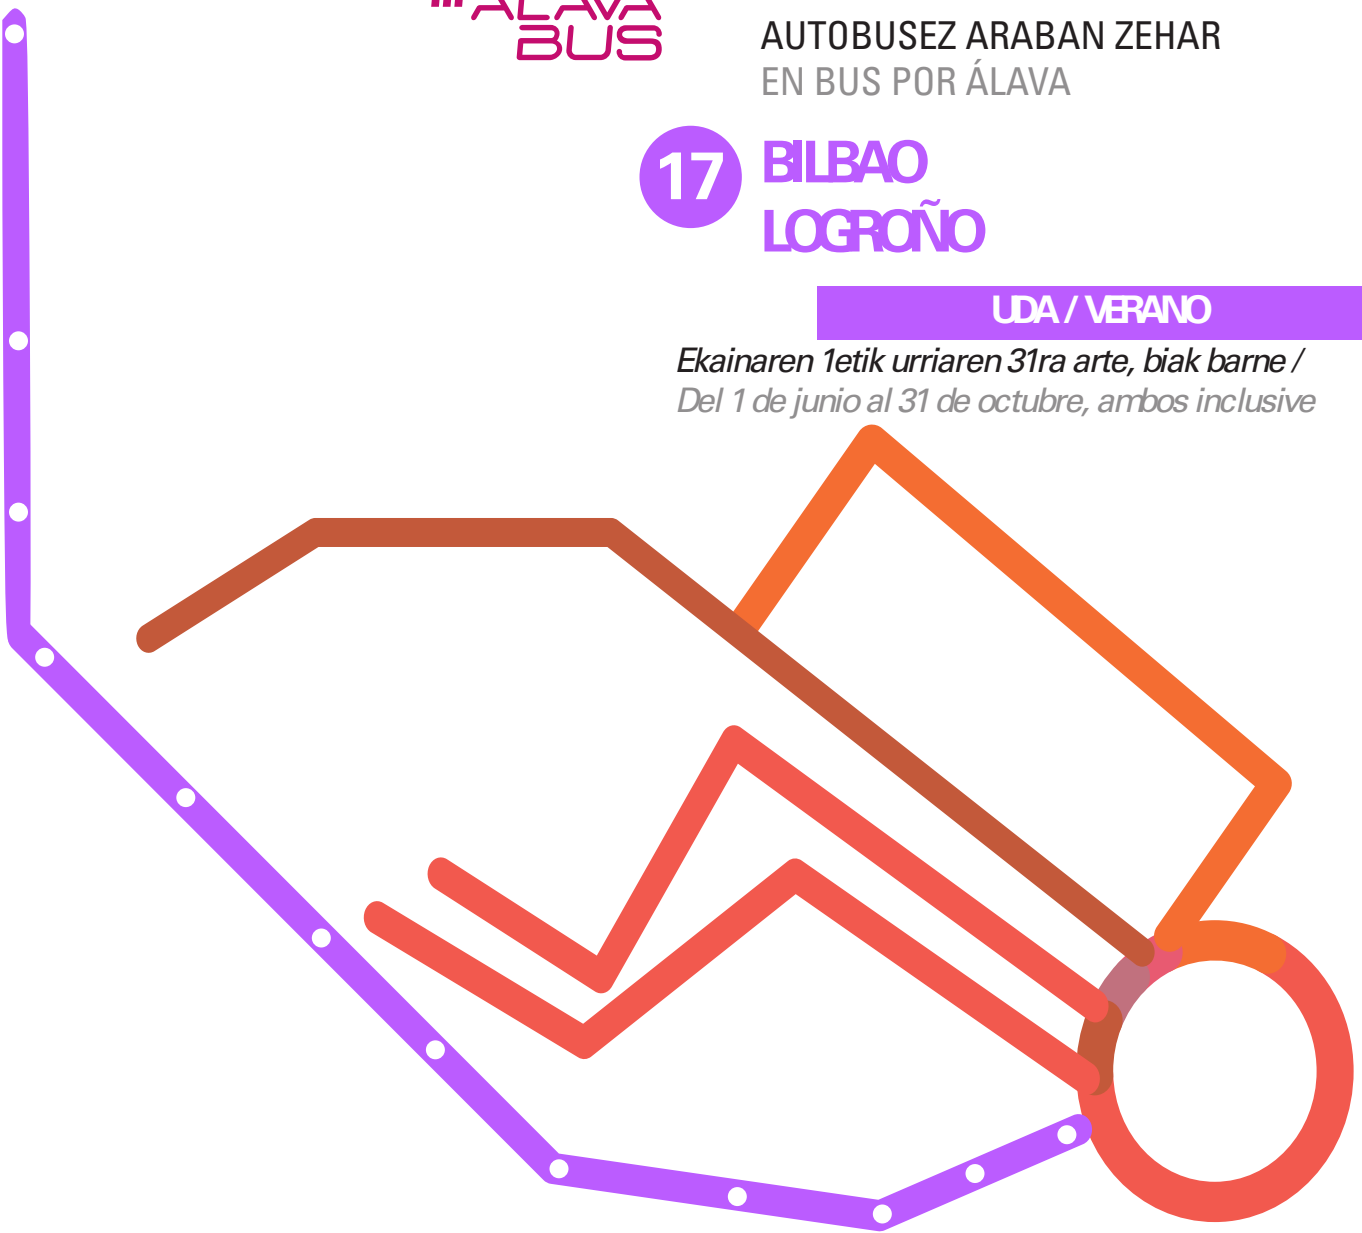 ÁLAVA
BUS
AUTOBUSEZ ARABAN ZEHAR
EN BUS POR ÁLAVA
17
BILBAO
LOGROÑO
UDA / VERANO
Ekainaren 1etik urriaren 31ra arte, biak barne /
Del 1 de junio al 31 de octubre, ambos inclusive